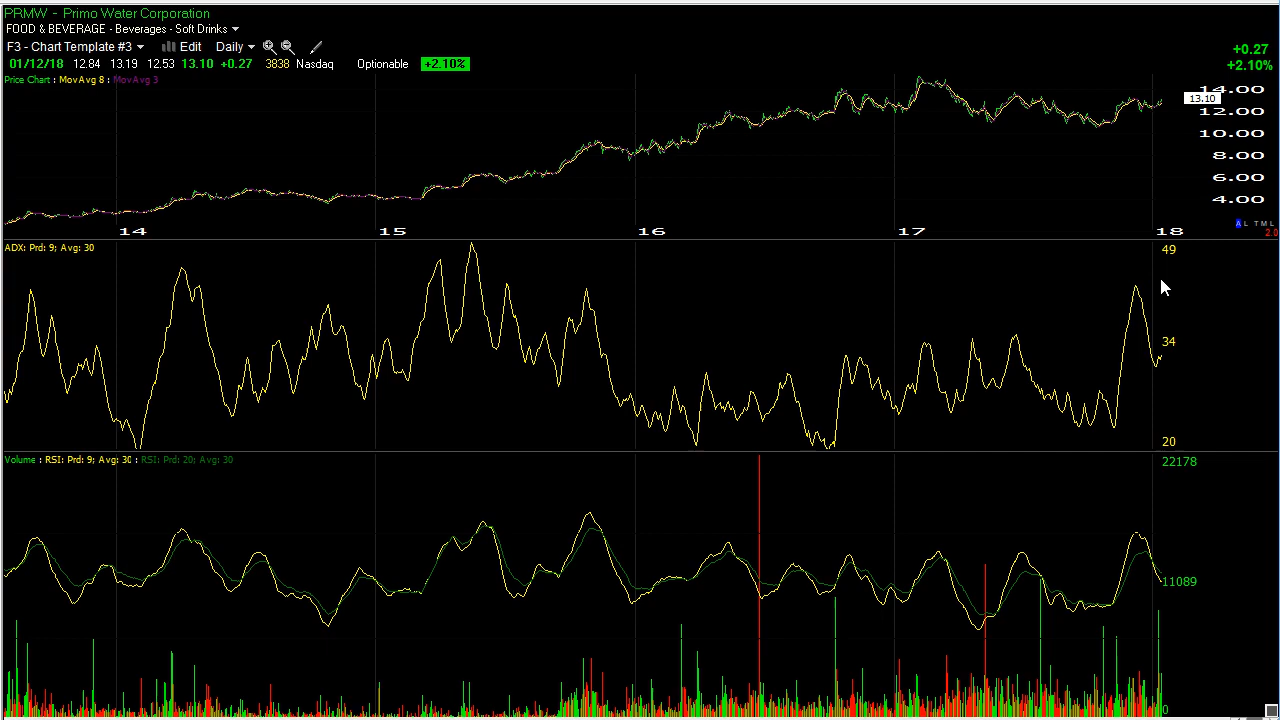 PRMW - Primo Water Corporation
FOOD & BEVERAGE - Beverages - Soft Drinks
F3 - Chart Template #3 Edit Daily
01/12/18 12.84 13.19 12.53 13.10 +0.27 3838 Nasdaq Optionable +2.10%
+0.27
+2.10%
Price Chart : MovAvg 8 : MovAvg 3
14.00
13.10
12.00
10.00
8.00
6.00
4.00
A L T M L
14 15 16 17 18
2.0
ADX: Prd: 9; Avg: 30
49
34
20
Volume : RSI: Prd: 9; Avg: 30 : RSI: Prd: 20; Avg: 30
22178
11089
0